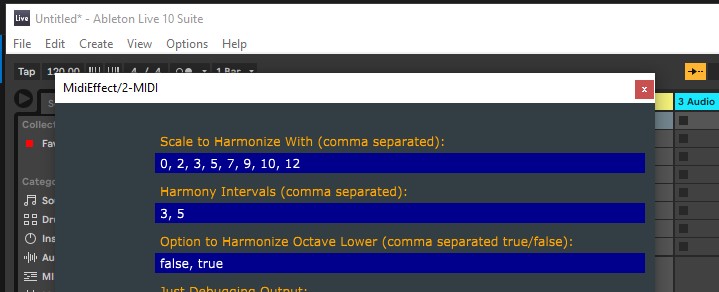 Live Untitled* - Ableton Live 10 Suite
File Edit Create View Options Help
Tap 120.00 4 / 4 1 Bar
MidiEffect/2-MIDI x
3 Audio
Collec
Fav
Scale to Harmonize With (comma separated):
0, 2, 3, 5, 7, 9, 10, 12
Harmony Intervals (comma separated):
3, 5
Categ
So
Dru
Ins
Au
MI
Option to Harmonize Octave Lower (comma separated true/false):
false, true
Just Debugging Output: